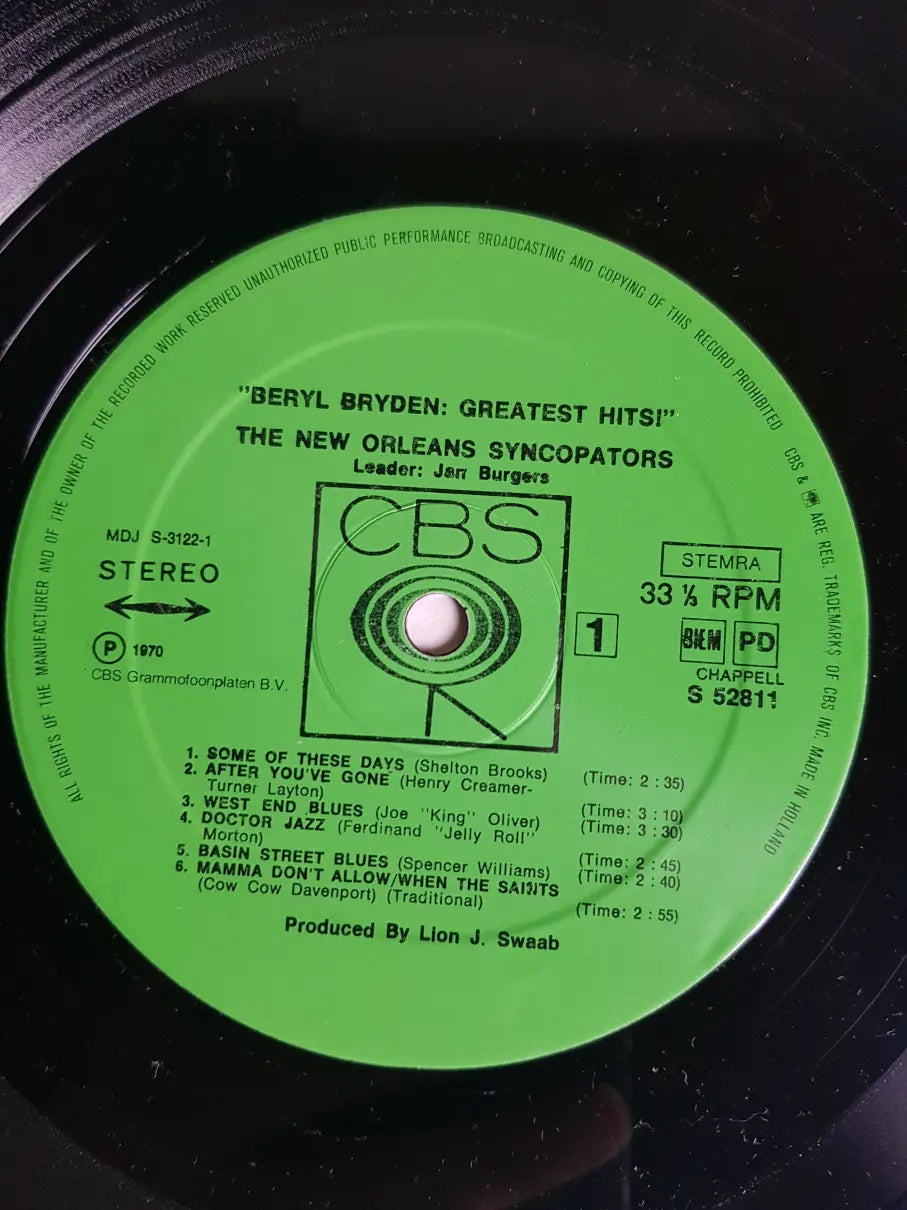 ALL RIGHTS OF THE MANUFACTURER AND OF THE OWNER OF THE RECORDED WORK RESERVED UNAUTHORIZED PUBLIC PERFORMANCE BROADCASTING AND COPYING OF THIS RECORD PROHIBITED
CBS & ARE REG. TRADEMARKS OF CBS INC. MADE IN HOLLAND
"BERYL BRYDEN: GREATEST HITS!"
THE NEW ORLEANS SYNCOPATORS
Leader: Jan Burgers
CBS
MDJ S-3122-1
STEREO
P 1970
CBS Grammofoonplaten B.V.
1
STEMRA
33 ⅓ RPM
BIEM PD
CHAPPELL
S 52811
1. SOME OF THESE DAYS (Shelton Brooks) (Time: 2 : 35)
2. AFTER YOU'VE GONE (Henry Creamer-
Turner Layton) (Time: 3 : 10)
3. WEST END BLUES (Joe "King" Oliver) (Time: 3 : 30)
4. DOCTOR JAZZ (Ferdinand "Jelly Roll"
Morton) (Time: 2 : 45)
5. BASIN STREET BLUES (Spencer Williams) (Time: 2 : 40)
6. MAMMA DON'T ALLOW/WHEN THE SAINTS
(Cow Cow Davenport) (Traditional) (Time: 2 : 55)
Produced By Lion J. Swaab